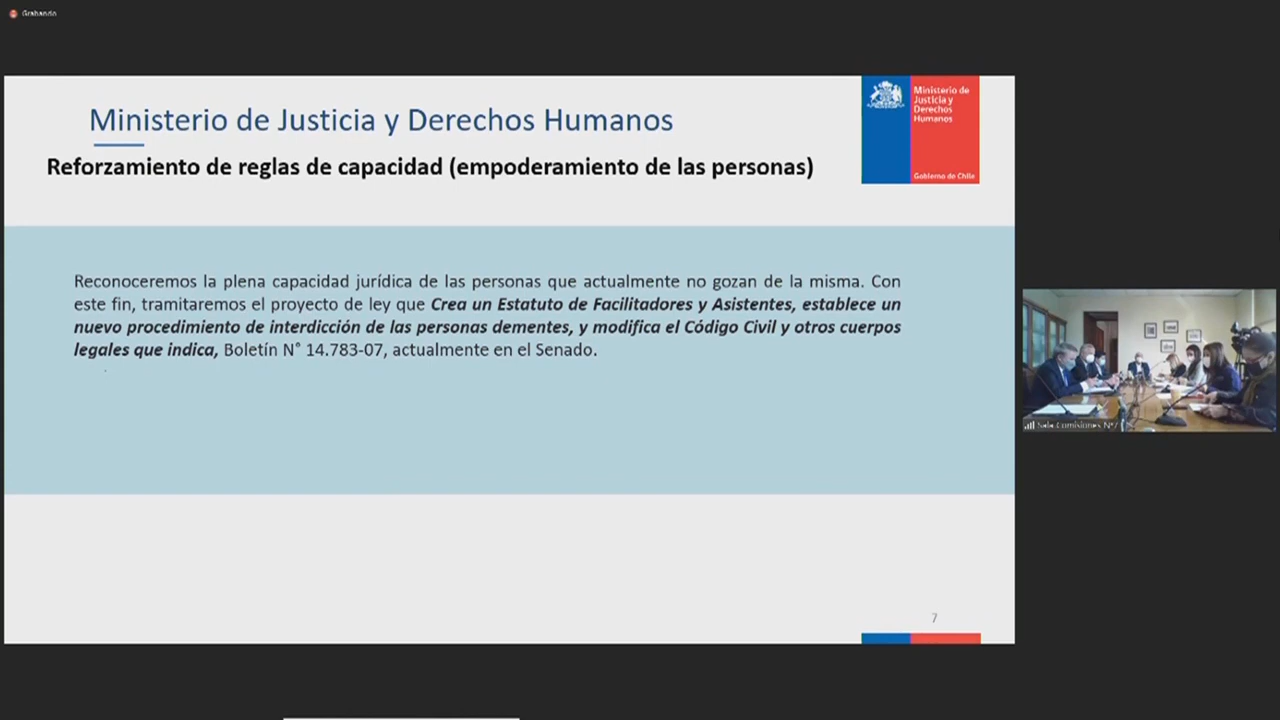 Grabando
Ministerio de Justicia y Derechos Humanos
Reforzamiento de reglas de capacidad (empoderamiento de las personas)
Ministerio de
Justicia y
Derechos
Humanos
Gobierno de Chile
Reconoceremos la plena capacidad jurídica de las personas que actualmente no gozan de la misma. Con
este fin, tramitaremos el proyecto de ley que Crea un Estatuto de Facilitadores y Asistentes, establece un
nuevo procedimiento de interdicción de las personas dementes, y modifica el Código Civil y otros cuerpos
legales que indica, Boletín N° 14.783-07, actualmente en el Senado.
Sala Comisiones N°7
7